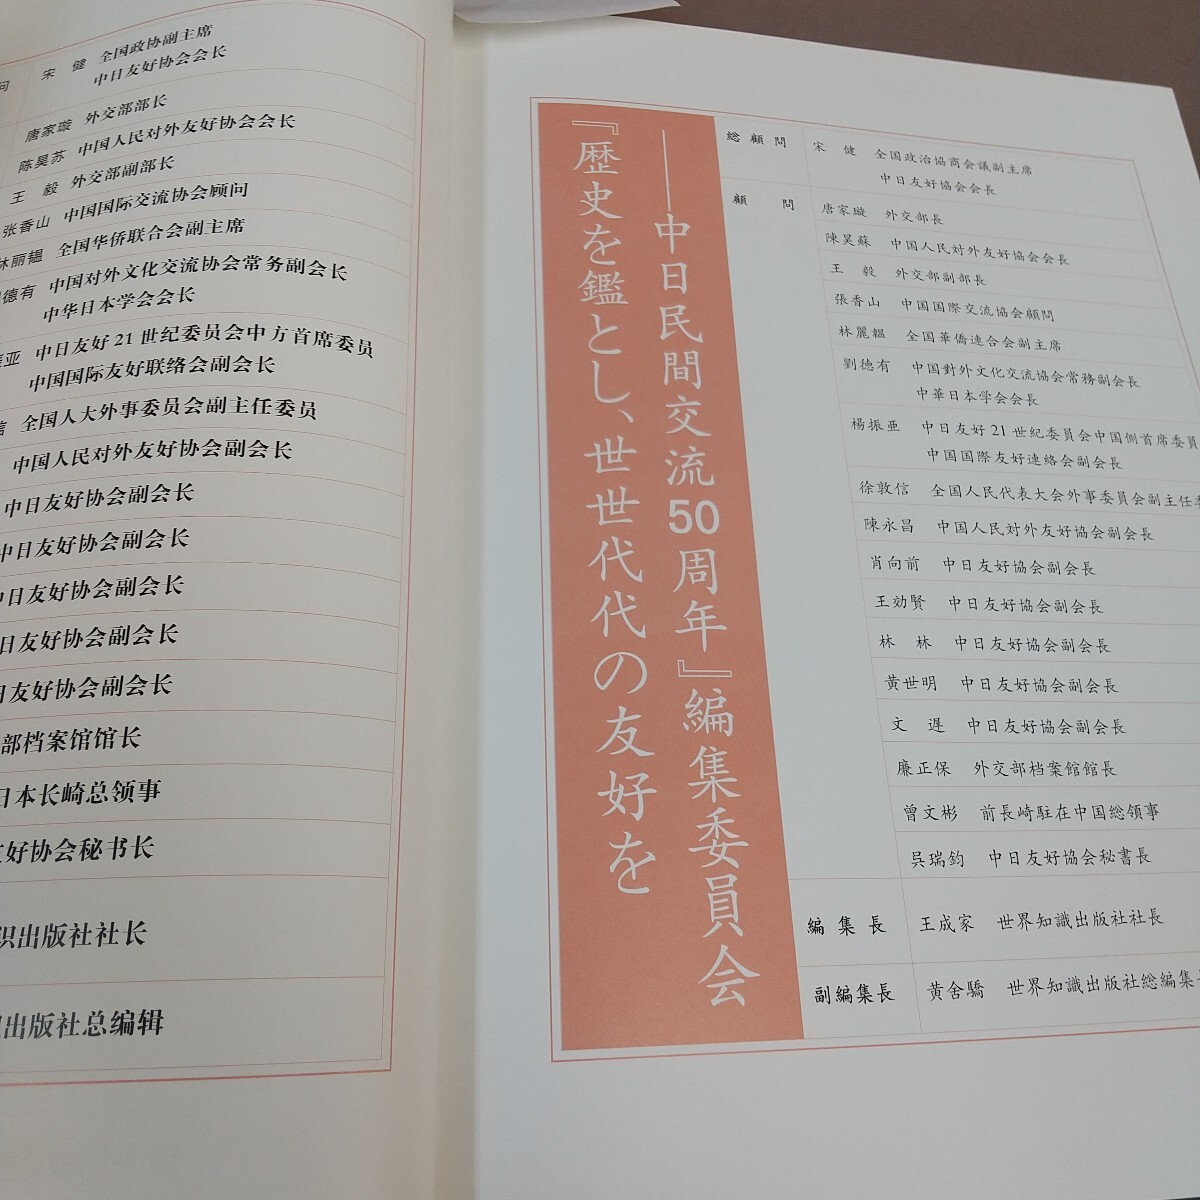 宋 健 全国政协副主席
中日友好协会会长
唐家璇 外交部部长
陈昊苏 中国人民对外友好协会会长
王 毅 外交部副部长
张香山 中国国际交流协会顾问
林丽韫 全国华侨联合会副主席
德有 中国对外文化交流协会常务副会长
中华日本学会会长
亚 中日友好21世纪委员会中方首席委员
中国国际友好联络会副会长
信 全国人大外事委员会副主任委员
中国人民对外友好协会副会长
中日友好协会副会长
中日友好协会副会长
中日友好协会副会长
日友好协会副会长
日友好协会副会长
部档案馆馆长
日本长崎总领事
友好协会秘书长
识出版社社长
出版社总编辑
『歴史を鑑とし、世世代代の友好を
——中日民間交流50周年』編集委員会
総顧問 宋 健 全国政治協商会議副主席
中日友好協会会長
顧 問 唐家璇 外交部長
陳昊蘇 中国人民対外友好協会会長
王 毅 外交部副部長
張香山 中国国際交流協会顧問
林麗韞 全国華僑連合会副主席
劉徳有 中国對外文化交流協会常務副会長
中華日本学会会長
楊振亜 中日友好21世紀委員会中国側首席委員
中国国際友好連絡会副会長
徐敦信 全国人民代表大会外事委員会副主任委
陳永昌 中国人民対外友好協会副会長
肖向前 中日友好協会副会長
王効賢 中日友好協会副会長
林 林 中日友好協会副会長
黄世明 中日友好協会副会長
文 遅 中日友好協会副会長
廉正保 外交部档案館館長
曾文彬 前長崎駐在中国総領事
呉瑞鈞 中日友好協会秘書長
編集長 王成家 世界知識出版社社長
副編集長 黄舍驕 世界知識出版社総編集長